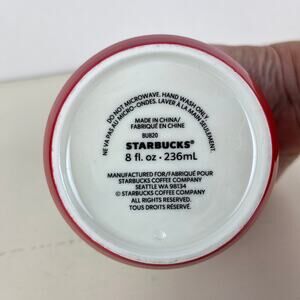 DO NOT MICROWAVE. HAND WASH ONLY
NE VA PAS AU MICRO-ONDES. LAVER À LA MAIN SEULEMENT.
MADE IN CHINA/
FABRIQUÉ EN CHINE
BU820
STARBUCKS®
8 fl. oz · 236mL
MANUFACTURED FOR/FABRIQUÉ POUR
STARBUCKS COFFEE COMPANY
SEATTLE WA 98134
© STARBUCKS COFFEE COMPANY
ALL RIGHTS RESERVED.
TOUS DROITS RÉSERVÉ.